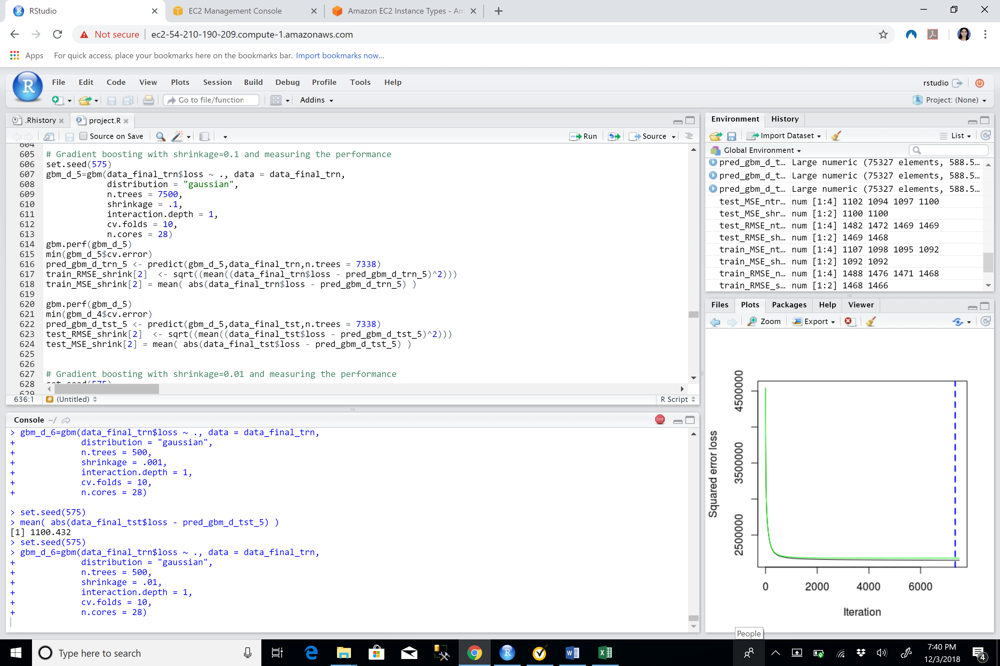 RStudio
EC2 Management Console
Amazon EC2 Instance Types - Am
Not secure
ec2-54-210-190-209.compute-1.amazonaws.com
Apps
For quick access, place your bookmarks here on the bookmarks bar. Import bookmarks now...
File Edit Code View Plots Session Build Debug Profile Tools Help
rstudio
Go to file/function
Addins
Project: (None)
.Rhistory
project.R
Source on Save
Run
Source
604
605 # Gradient boosting with shrinkage=0.1 and measuring the performance
606 set.seed(575)
607 gbm_d_5=gbm(data_final_trn$loss ~ ., data = data_final_trn,
608 distribution = "gaussian",
609 n.trees = 7500,
610 shrinkage = .1,
611 interaction.depth = 1,
612 cv.folds = 10,
613 n.cores = 28)
614 gbm.perf(gbm_d_5)
615 min(gbm_d_5$cv.error)
616 pred_gbm_d_trn_5 <- predict(gbm_d_5,data_final_trn,n.trees = 7338)
617 train_RMSE_shrink[2]  <- sqrt((mean((data_final_trn$loss - pred_gbm_d_trn_5)^2)))
618 train_MSE_shrink[2] = mean( abs(data_final_trn$loss - pred_gbm_d_trn_5) )
619
620 gbm.perf(gbm_d_5)
621 min(gbm_d_4$cv.error)
622 pred_gbm_d_tst_5 <- predict(gbm_d_5,data_final_tst,n.trees = 7338)
623 test_RMSE_shrink[2]  <- sqrt((mean((data_final_tst$loss - pred_gbm_d_tst_5)^2)))
624 test_MSE_shrink[2] = mean( abs(data_final_tst$loss - pred_gbm_d_tst_5) )
625
626
627 # Gradient boosting with shrinkage=0.01 and measuring the performance
628 set.seed(575)
629
636:1
(Untitled)
R Script
Console ~/
STOP
> gbm_d_6=gbm(data_final_trn$loss ~ ., data = data_final_trn,
+ distribution = "gaussian",
+ n.trees = 500,
+ shrinkage = .001,
+ interaction.depth = 1,
+ cv.folds = 10,
+ n.cores = 28)
> set.seed(575)
> mean( abs(data_final_tst$loss - pred_gbm_d_tst_5) )
[1] 1100.432
> set.seed(575)
> gbm_d_6=gbm(data_final_trn$loss ~ ., data = data_final_trn,
+ distribution = "gaussian",
+ n.trees = 500,
+ shrinkage = .01,
+ interaction.depth = 1,
+ cv.folds = 10,
+ n.cores = 28)
Environment History
Import Dataset
List
Global Environment
pred_gbm_d_t... Large numeric (75327 elements, 588.5...
pred_gbm_d_t... Large numeric (75327 elements, 588.5...
pred_gbm_d_t... Large numeric (75327 elements, 588.5...
test_MSE_ntr... num [1:4] 1102 1094 1097 1100
test_MSE_shr... num [1:2] 1100 1100
test_RMSE_nt... num [1:4] 1482 1472 1469 1469
test_RMSE_sh... num [1:2] 1469 1468
train_MSE_nt... num [1:4] 1107 1098 1095 1092
train_MSE_sh... num [1:2] 1092 1092
train_RMSE_n... num [1:4] 1488 1476 1471 1468
train_RMSE_s... num [1:2] 1468 1466
Files Plots Packages Help Viewer
Zoom
Export
Squared error loss
4500000
3500000
2500000
0 2000 4000 6000
Iteration
People
Type here to search
7:40 PM
12/3/2018
4